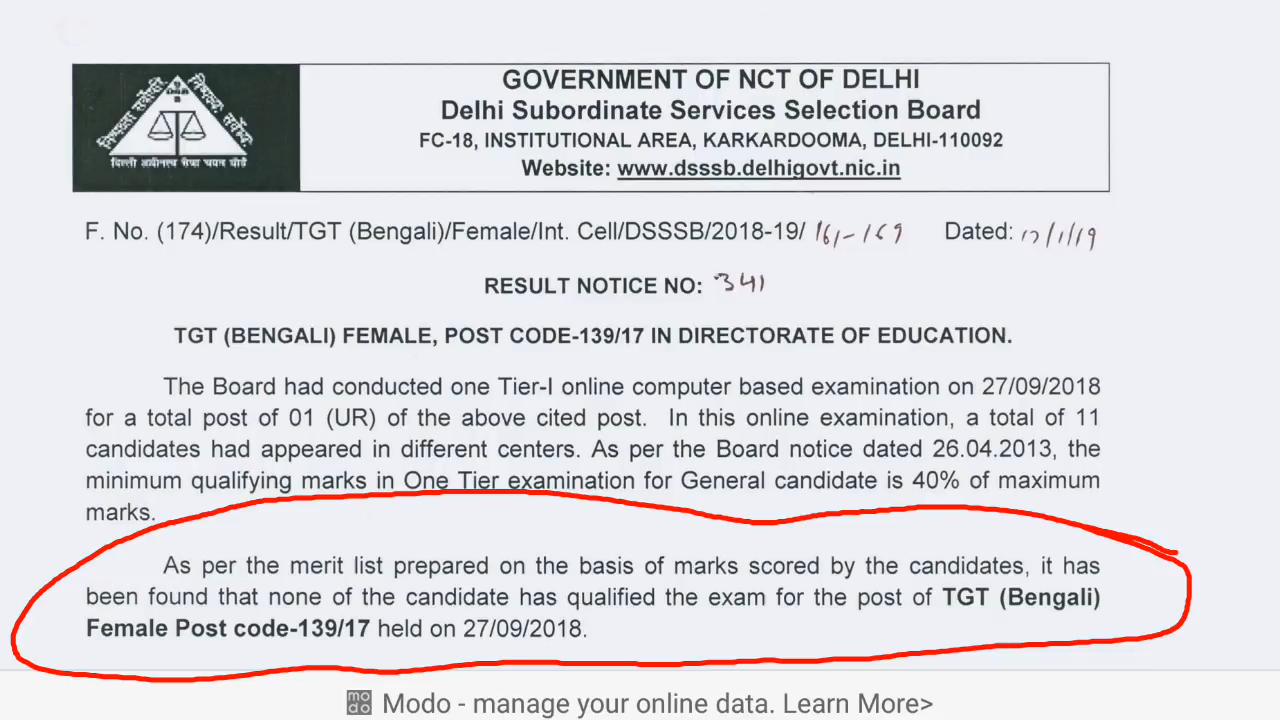 GOVERNMENT OF NCT OF DELHI
Delhi Subordinate Services Selection Board
FC-18, INSTITUTIONAL AREA, KARKARDOOMA, DELHI-110092
Website: www.dsssb.delhigovt.nic.in
दिल्ली अधीनस्थ सेवा चयन बोर्ड
F. No. (174)/Result/TGT (Bengali)/Female/Int. Cell/DSSSB/2018-19/ 161-169 Dated: 17/1/19
RESULT NOTICE NO: 341
TGT (BENGALI) FEMALE, POST CODE-139/17 IN DIRECTORATE OF EDUCATION.
The Board had conducted one Tier-I online computer based examination on 27/09/2018
for a total post of 01 (UR) of the above cited post. In this online examination, a total of 11
candidates had appeared in different centers. As per the Board notice dated 26.04.2013, the
minimum qualifying marks in One Tier examination for General candidate is 40% of maximum
marks.
As per the merit list prepared on the basis of marks scored by the candidates, it has
been found that none of the candidate has qualified the exam for the post of TGT (Bengali)
Female Post code-139/17 held on 27/09/2018.
modo Modo - manage your online data. Learn More>